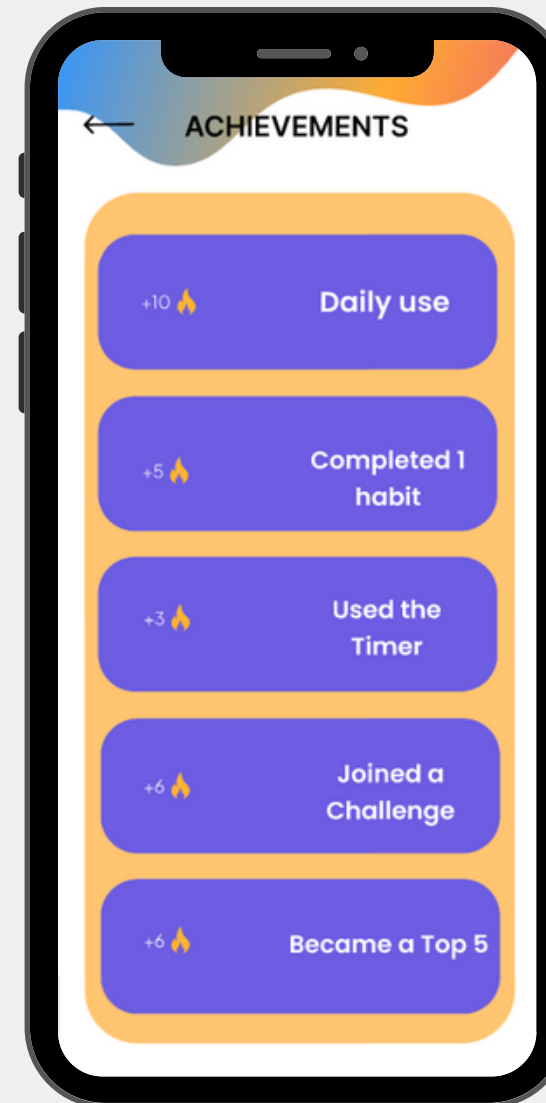 ACHIEVEMENTS
+10 Daily use
+5 Completed 1
habit
+3 Used the
Timer
+6 Joined a
Challenge
+6 Became a Top 5